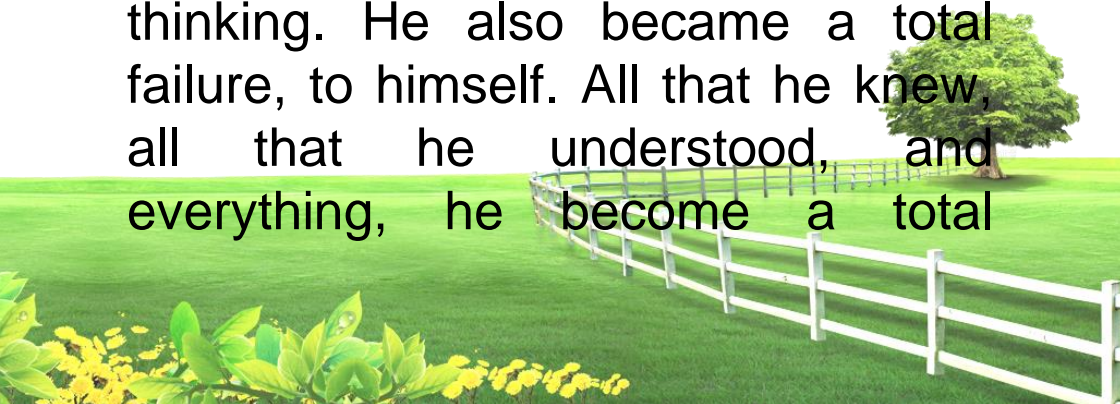 thinking. He also became a total
failure, to himself. All that he knew,
all that he understood, and
everything, he become a total